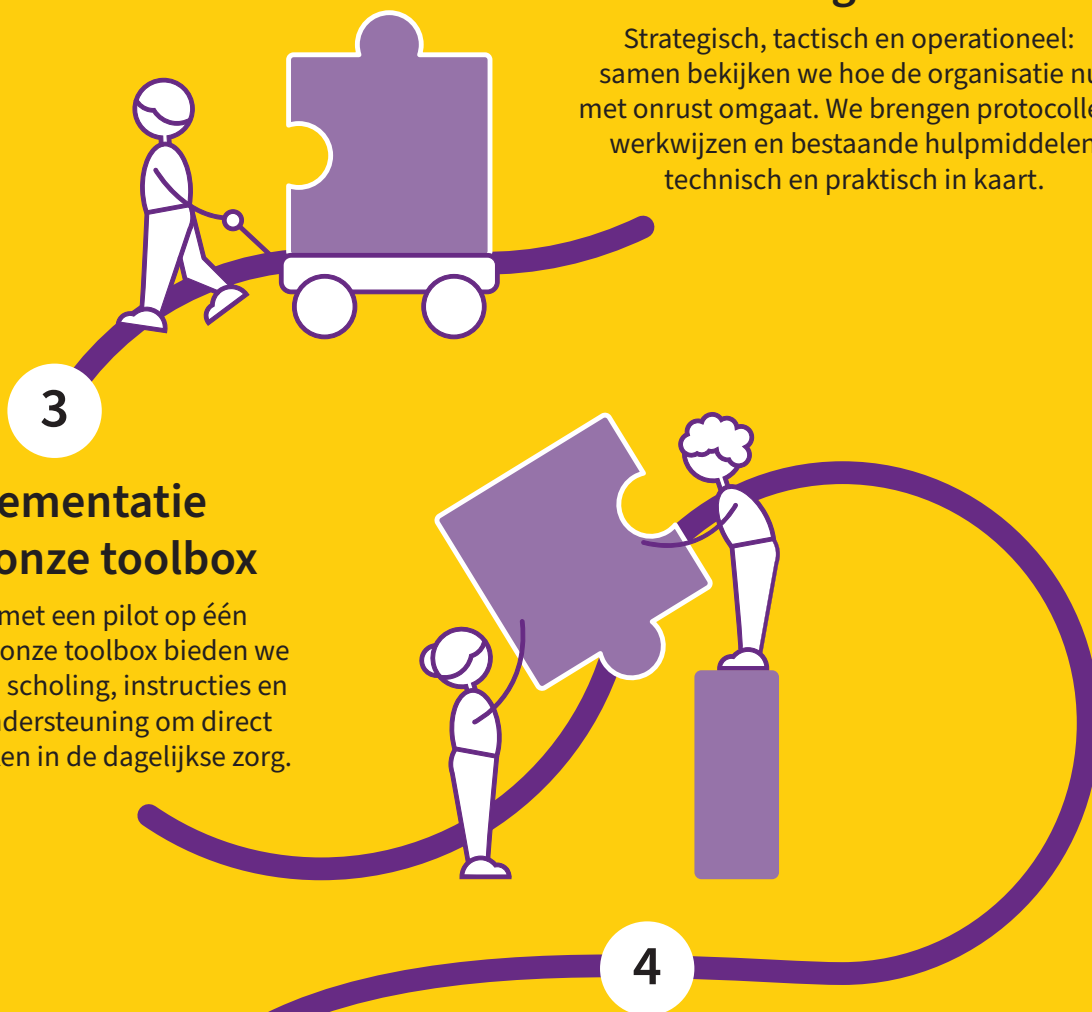 Strategisch, tactisch en operationeel:
samen bekijken we hoe de organisatie nu
met onrust omgaat. We brengen protocolle
werkwijzen en bestaande hulpmiddelen
technisch en praktisch in kaart.
3
ementatie
onze toolbox
met een pilot op één
onze toolbox bieden we
scholing, instructies en
dersteuning om direct
en in de dagelijkse zorg.
4